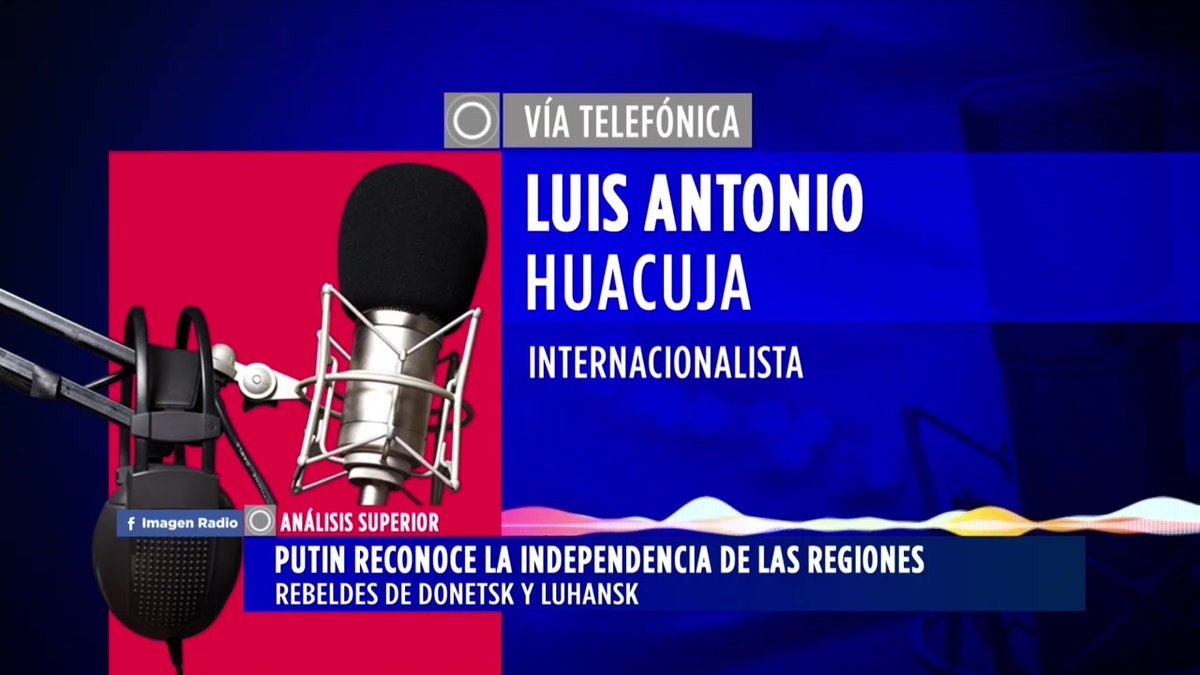 VÍA TELEFÓNICA
LUIS ANTONIO
HUACUJA
INTERNACIONALISTA
f Imagen Radio
ANÁLISIS SUPERIOR
PUTIN RECONOCE LA INDEPENDENCIA DE LAS REGIONES
REBELDES DE DONETSK Y LUHANSK